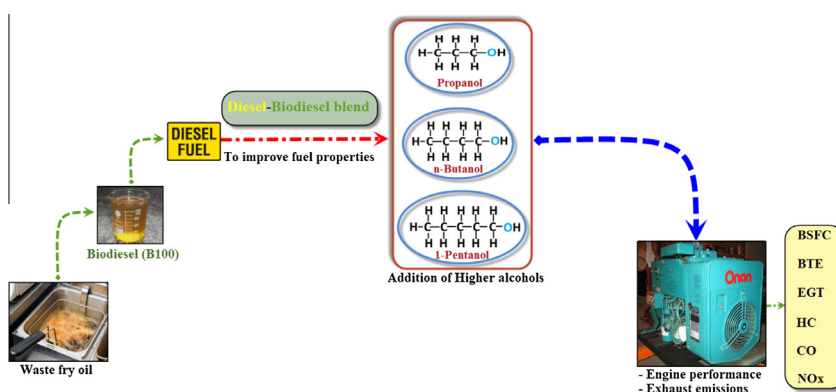 H H H
H-C-C-C-OH
H H H
Propanol
Diesel-Biodiesel blend
DIESEL
FUEL
To improve fuel properties
H H H H
H-C-C-C-C-OH
H H H H
n-Butanol
H H H H H
H-C-C-C-C-C-OH
H H H H H
1-Pentanol
Addition of Higher alcohols
Biodiesel (B100)
Waste fry oil
Onan
- Engine performance
- Exhaust emissions
BSFC
BTE
EGT
HC
CO
NOx